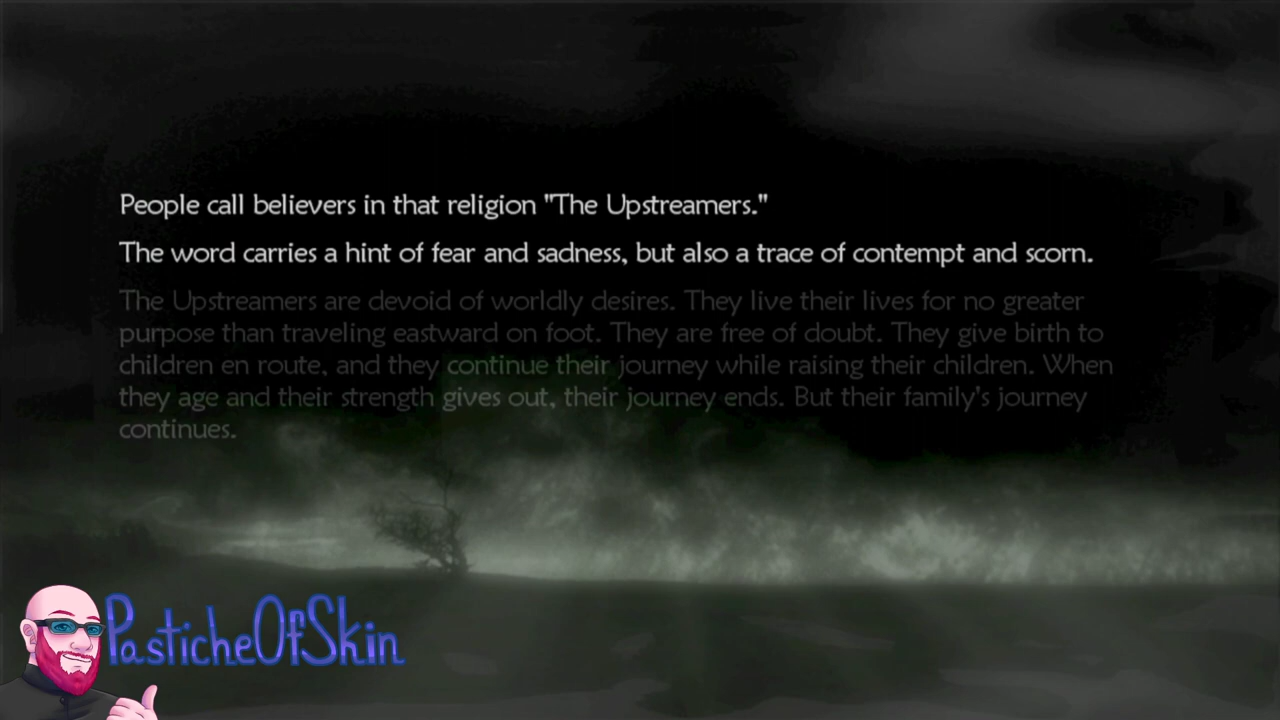 People call believers in that religion "The Upstreamers."
The word carries a hint of fear and sadness, but also a trace of contempt and scorn.
The Upstreamers are devoid of worldly desires. They live their lives for no greater
purpose than traveling eastward on foot. They are free of doubt. They give birth to
children en route, and they continue their journey while raising their children. When
they age and their strength gives out, their journey ends. But their family's journey
continues.
PasticheOfSkin